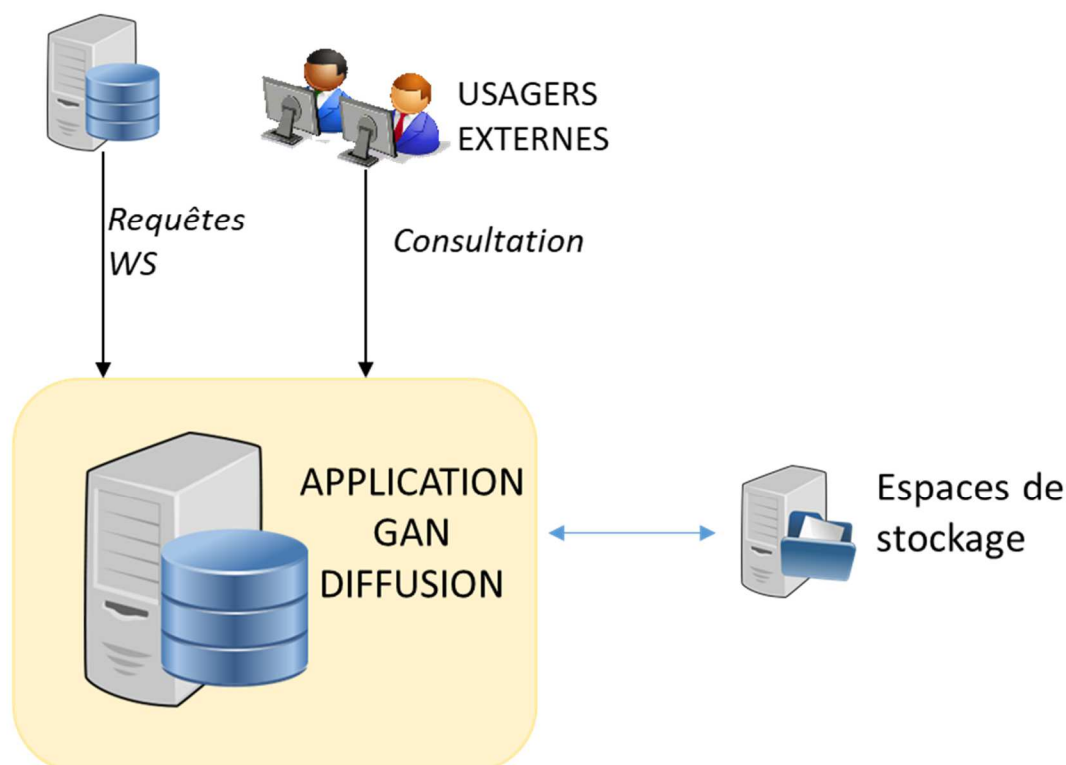 USAGERS
EXTERNES
Requêtes
WS
Consultation
APPLICATION
GAN
DIFFUSION
Espaces de
stockage